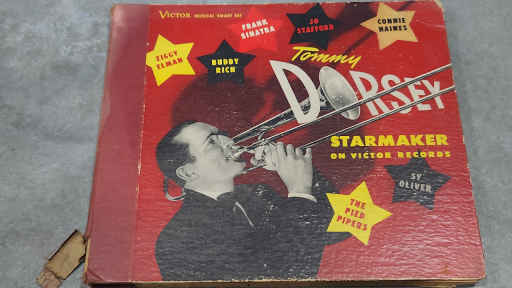 VICTOR MUSICAL SMART SET
ZIGGY
ELMAN
BUDDY
RICH
FRANK
SINATRA
JO
STAFFORD
CONNIE
HAINES
Tommy
DORSEY
STARMAKER
ON VICTOR RECORDS
SY
OLIVER
THE
PIED
PIPERS